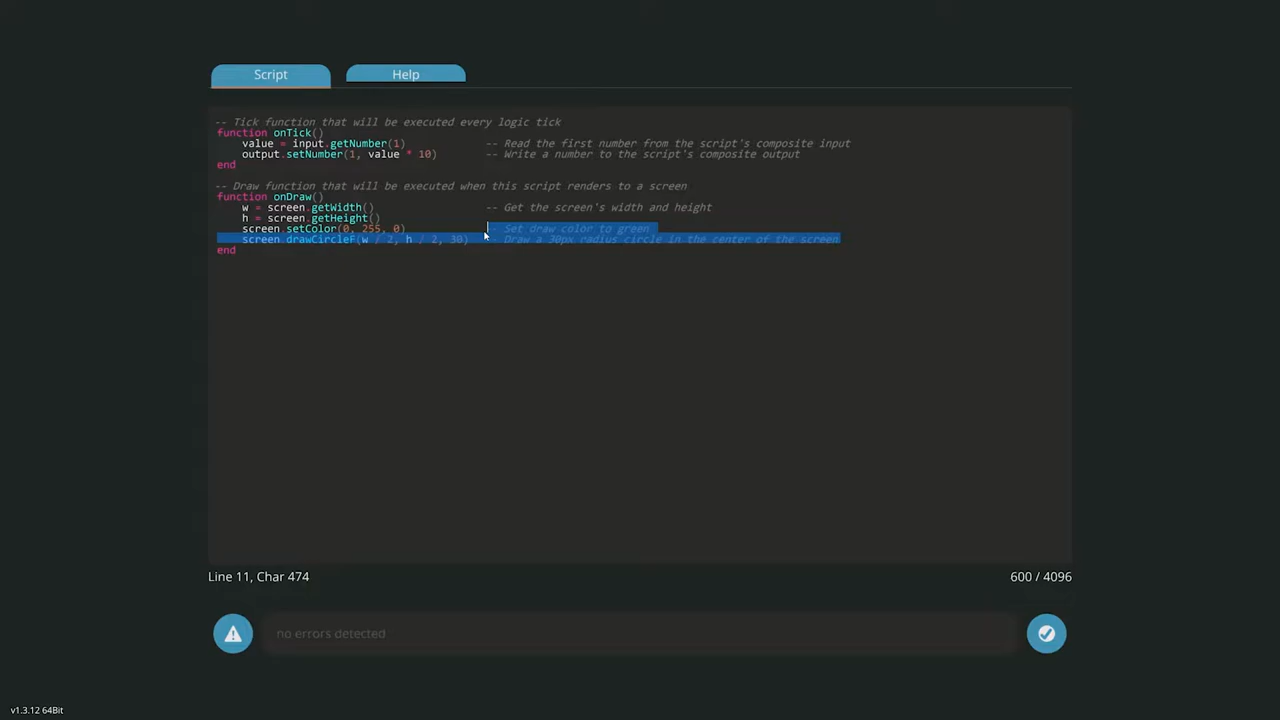 Script
Help
-- Tick function that will be executed every logic tick
function onTick()
value = input.getNumber(1) -- Read the first number from the script's composite input
output.setNumber(1, value * 10) -- Write a number to the script's composite output
end
-- Draw function that will be executed when this script renders to a screen
function onDraw()
w = screen.getWidth() -- Get the screen's width and height
h = screen.getHeight()
screen.setColor(0, 255, 0) -- Set draw color to green
screen.drawCircleF(w / 2, h / 2, 30) -- Draw a 30px radius circle in the center of the screen
end
Line 11, Char 474
600 / 4096
no errors detected
v1.3.12 64Bit